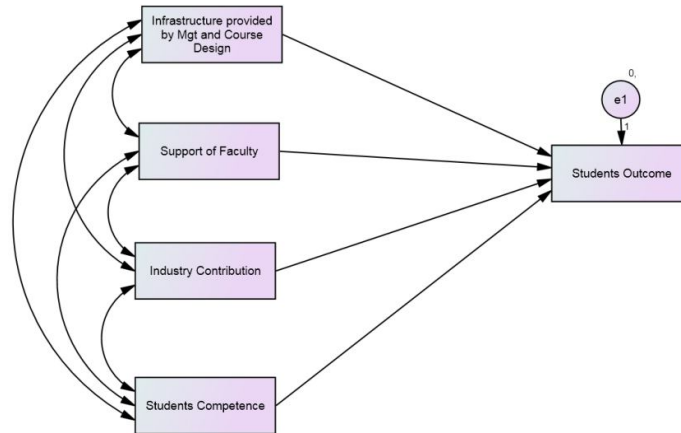 Infrastructure provided
by Mgt and Course
Design
0,
e1
1
Support of Faculty
Students Outcome
Industry Contribution
Students Competence